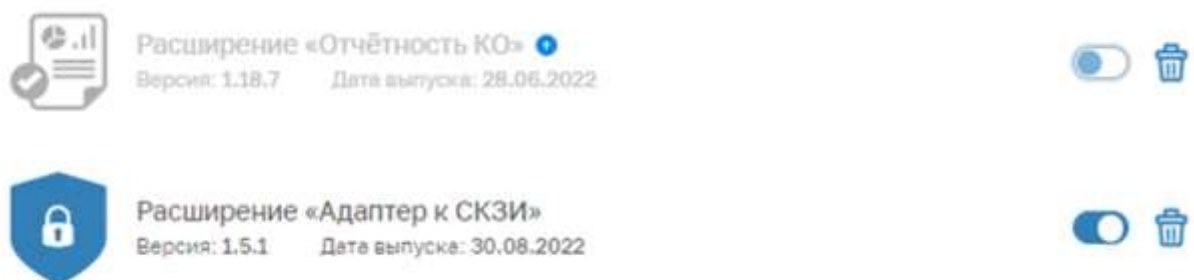 Расширение «Отчётность КО»
Версия: 1.18.7 Дата выпуска: 28.06.2022
Расширение «Адаптер к СКЗИ»
Версия: 1.5.1 Дата выпуска: 30.08.2022